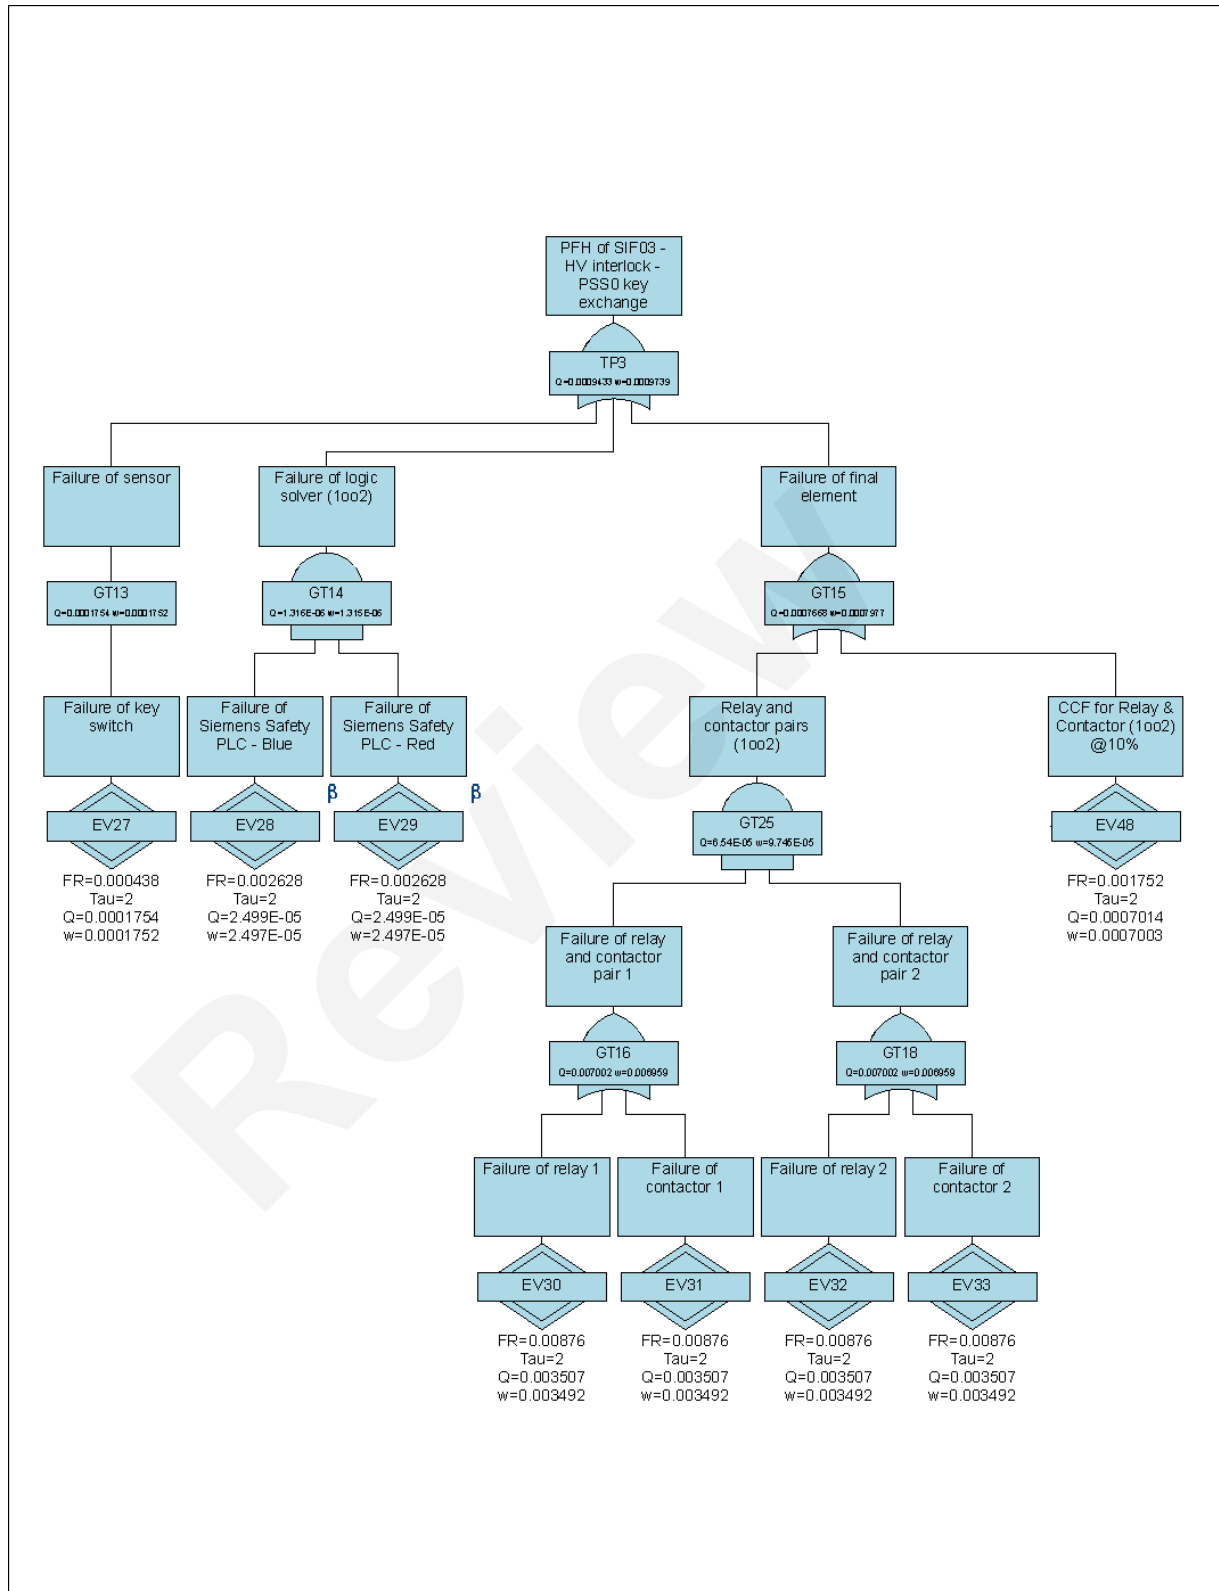 PFH of SIF03 -
HV interlock -
PSS0 key
exchange
TP3
Q=0.0009433 w=0.0009739
Failure of sensor
Failure of logic
solver (1oo2)
Failure of final
element
GT13
Q=0.0001754 w=0.0001752
GT14
Q=1.316E-06 w=1.315E-06
GT15
Q=0.0007668 w=0.0007977
Failure of key
switch
Failure of
Siemens Safety
PLC - Blue
Failure of
Siemens Safety
PLC - Red
Relay and
contactor pairs
(1oo2)
CCF for Relay &
Contactor (1oo2)
@10%
β
β
EV27
EV28
EV29
GT25
Q=6.54E-05 w=9.745E-05
EV48
FR=0.000438
Tau=2
Q=0.0001754
w=0.0001752
FR=0.002628
Tau=2
Q=2.499E-05
w=2.497E-05
FR=0.002628
Tau=2
Q=2.499E-05
w=2.497E-05
FR=0.001752
Tau=2
Q=0.0007014
w=0.0007003
Failure of relay
and contactor
pair 1
Failure of relay
and contactor
pair 2
GT16
Q=0.007002 w=0.006959
GT18
Q=0.007002 w=0.006959
Failure of relay 1
Failure of
contactor 1
Failure of relay 2
Failure of
contactor 2
EV30
EV31
EV32
EV33
FR=0.00876
Tau=2
Q=0.003507
w=0.003492
FR=0.00876
Tau=2
Q=0.003507
w=0.003492
FR=0.00876
Tau=2
Q=0.003507
w=0.003492
FR=0.00876
Tau=2
Q=0.003507
w=0.003492
Review